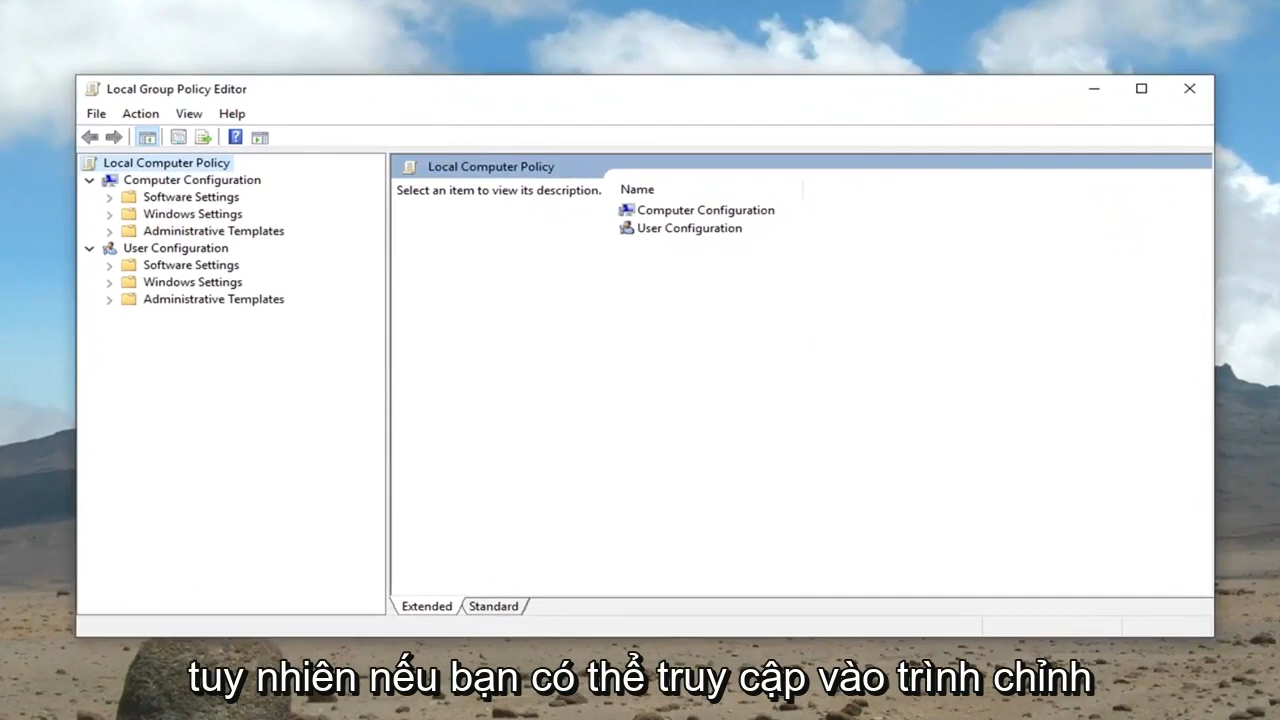 Local Group Policy Editor
File Action View Help
Local Computer Policy
Computer Configuration
Software Settings
Windows Settings
Administrative Templates
User Configuration
Software Settings
Windows Settings
Administrative Templates
Local Computer Policy
Select an item to view its description.
Name
Computer Configuration
User Configuration
Extended Standard
tuy nhiên nếu bạn có thể truy cập vào trình chỉnh